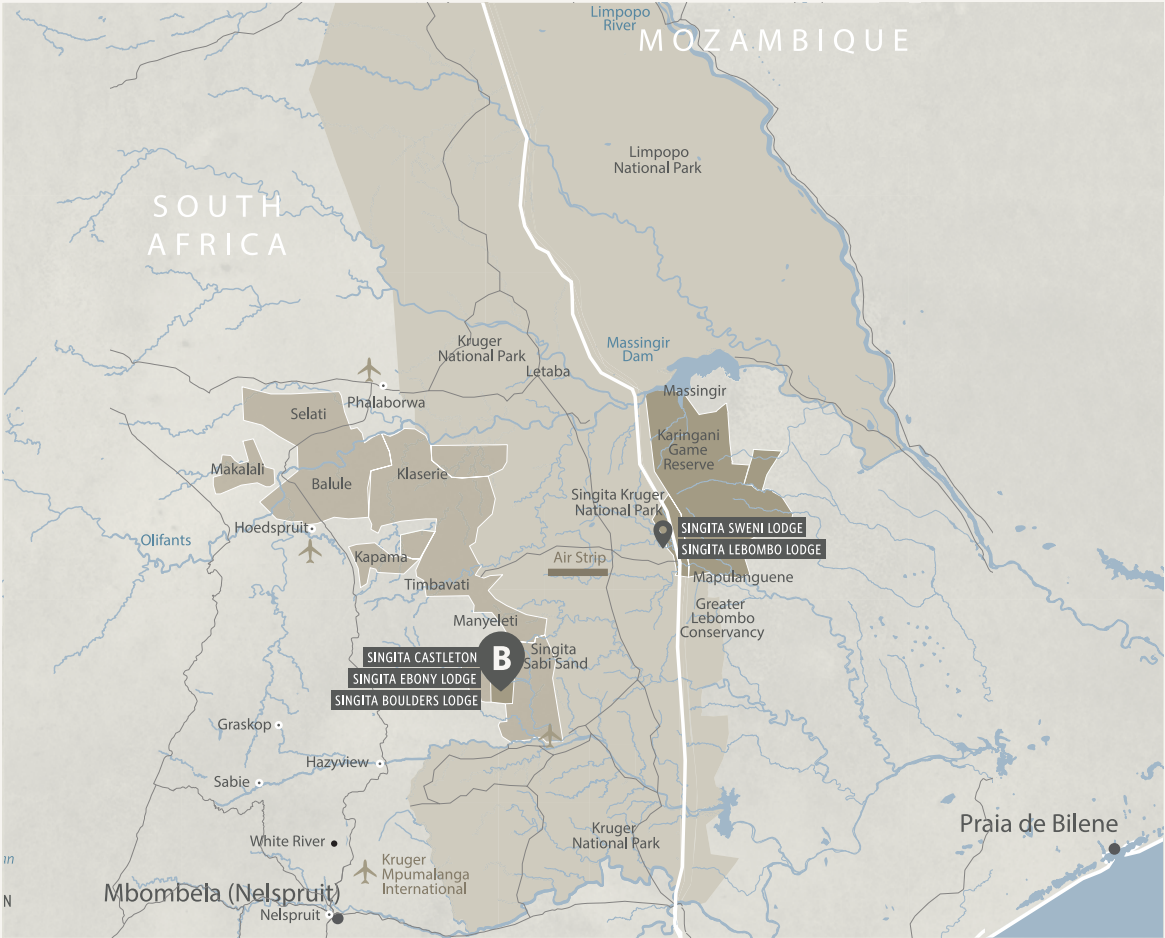 Limpopo
River
MOZAMBIQUE
Limpopo
National Park
SOUTH
AFRICA
Kruger
National Park
Massingir
Dam
Letaba
Massingir
Phalaborwa
Selati
Karingani
Game
Reserve
Makalali
Balule
Klaserie
Singita Kruger
National Park
Hoedspruit
SINGITA SWENI LODGE
Olifants
SINGITA LEBOMBO LODGE
Kapama
Air Strip
Timbavati
Mapulanguene
Greater
Lebombo
Conservancy
Manyeleti
SINGITA CASTLETON
B
Singita
Sabi Sand
SINGITA EBONY LODGE
SINGITA BOULDERS LODGE
Graskop
Hazyview
Sabie
Kruger
National Park
Praia de Bilene
White River
Kruger
Mpumalanga
International
Mbombela (Nelspruit)
Nelspruit
N